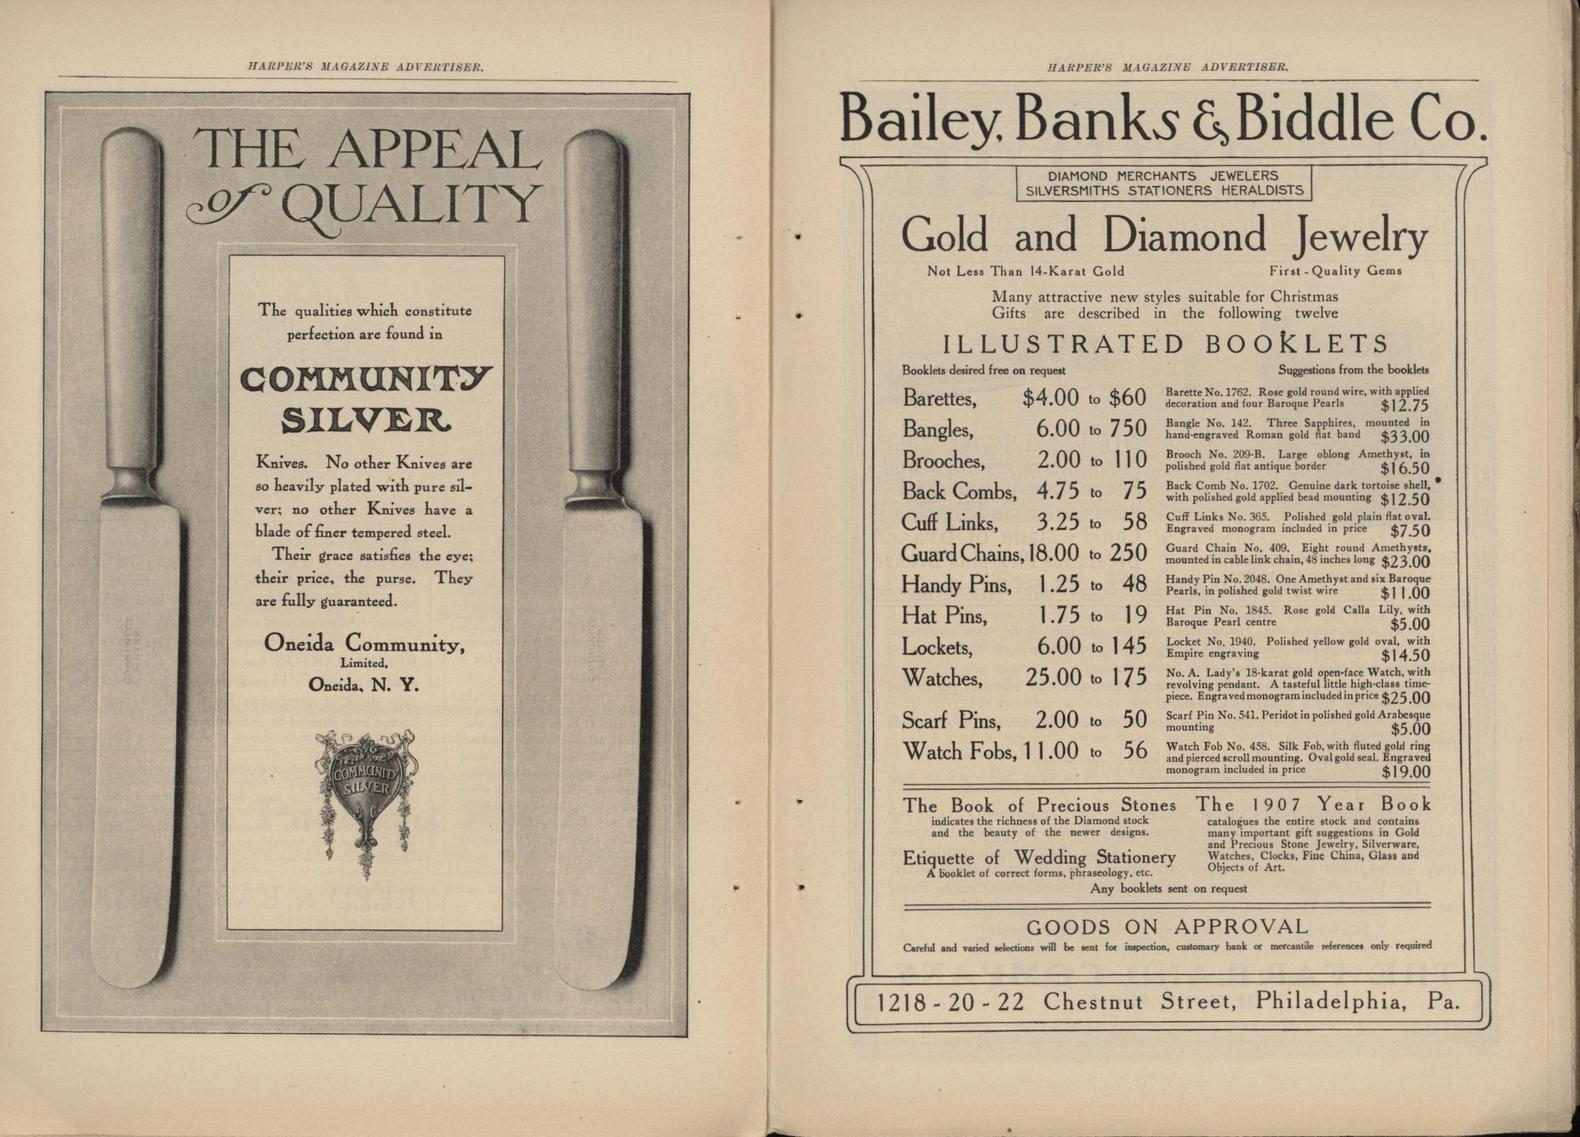 HARPER'S MAGAZINE ADVERTISER.
THE APPEAL
of QUALITY
The qualities which constitute
perfection are found in
COMMUNITY
SILVER
Knives. No other Knives are
so heavily plated with pure sil-
ver; no other Knives have a
blade of finer tempered steel.
Their grace satisfies the eye;
their price, the purse. They
are fully guaranteed.
Oneida Community,
Limited,
Oneida, N. Y.
COMMUNITY
SILVER
COMMUNITY
SILVER
HARPER'S MAGAZINE ADVERTISER.
Bailey, Banks & Biddle Co.
DIAMOND MERCHANTS JEWELERS
SILVERSMITHS STATIONERS HERALDISTS
Gold and Diamond Jewelry
Not Less Than 14-Karat Gold First-Quality Gems
Many attractive new styles suitable for Christmas
Gifts are described in the following twelve
ILLUSTRATED BOOKLETS
Booklets desired free on request Suggestions from the booklets
Barettes, $4.00 to $60 Barette No. 1762. Rose gold round wire, with applied
decoration and four Baroque Pearls $12.75
Bangles, 6.00 to 750 Bangle No. 142. Three Sapphires, mounted in
hand-engraved Roman gold flat band $33.00
Brooches, 2.00 to 110 Brooch No. 209-B. Large oblong Amethyst, in
polished gold flat antique border $16.50
Back Combs, 4.75 to 75 Back Comb No. 1702. Genuine dark tortoise shell,
with polished gold applied bead mounting $12.50
Cuff Links, 3.25 to 58 Cuff Links No. 365. Polished gold plain flat oval.
Engraved monogram included in price $7.50
Guard Chains, 18.00 to 250 Guard Chain No. 409. Eight round Amethysts,
mounted in cable link chain, 48 inches long $23.00
Handy Pins, 1.25 to 48 Handy Pin No. 2048. One Amethyst and six Baroque
Pearls, in polished gold twist wire $11.00
Hat Pins, 1.75 to 19 Hat Pin No. 1845. Rose gold Calla Lily, with
Baroque Pearl centre $5.00
Lockets, 6.00 to 145 Locket No. 1940. Polished yellow gold oval, with
Empire engraving $14.50
Watches, 25.00 to 175 No. A. Lady's 18-karat gold open-face Watch, with
revolving pendant. A tasteful little high-class time-
piece. Engraved monogram included in price $25.00
Scarf Pins, 2.00 to 50 Scarf Pin No. 541. Peridot in polished gold Arabesque
mounting $5.00
Watch Fobs, 11.00 to 56 Watch Fob No. 458. Silk Fob, with fluted gold ring
and pierced scroll mounting. Oval gold seal. Engraved
monogram included in price $19.00
The Book of Precious Stones
indicates the richness of the Diamond stock
and the beauty of the newer designs.
Etiquette of Wedding Stationery
A booklet of correct forms, phraseology, etc.
The 1907 Year Book
catalogues the entire stock and contains
many important gift suggestions in Gold
and Precious Stone Jewelry, Silverware,
Watches, Clocks, Fine China, Glass and
Objects of Art.
Any booklets sent on request
GOODS ON APPROVAL
Careful and varied selections will be sent for inspection, customary bank or mercantile references only required
1218-20-22 Chestnut Street, Philadelphia, Pa.